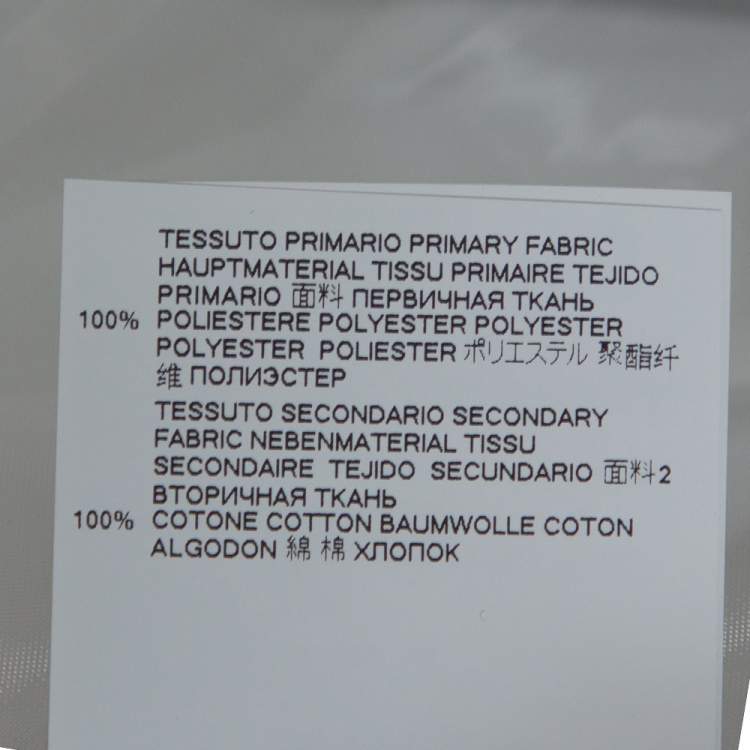 TESSUTO PRIMARIO PRIMARY FABRIC
HAUPTMATERIAL TISSU PRIMAIRE TEJIDO
PRIMARIO 面料 ПЕРВИЧНАЯ ТКАНЬ
100% POLIESTERE POLYESTER POLYESTER
POLYESTER POLIESTER ポリエステル 聚酯纤
维 ПОЛИЭСТЕР
TESSUTO SECONDARIO SECONDARY
FABRIC NEBENMATERIAL TISSU
SECONDAIRE TEJIDO SECUNDARIO 面料2
ВТОРИЧНАЯ ТКАНЬ
100% COTONE COTTON BAUMWOLLE COTON
ALGODON 綿 棉 ХЛОПОК